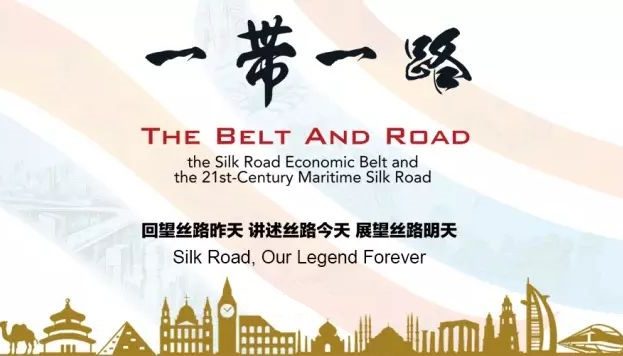 一带一路
THE BELT AND ROAD
the Silk Road Economic Belt and
the 21st-Century Maritime Silk Road
回望丝路昨天 讲述丝路今天 展望丝路明天
Silk Road, Our Legend Forever